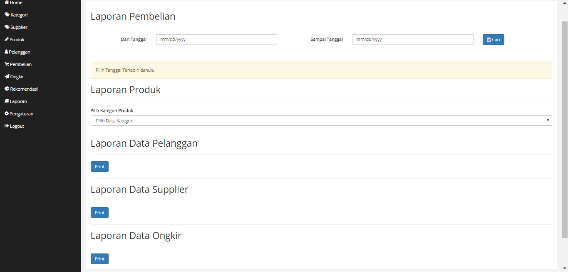 Home
Kategori
Supplier
Produk
Pelanggan
Pembelian
Ongkir
Rekomendasi
Laporan
Pengaturan
Logout
Laporan Pembelian
Dari Tanggal mm/dd/yyyy Sampai Tanggal mm/dd/yyyy Cari
Pilih Tanggal Terlebih dahulu.
Laporan Produk
Pilih Kategori Produk
Pilih Data Kategori
Laporan Data Pelanggan
Print
Laporan Data Supplier
Print
Laporan Data Ongkir
Print